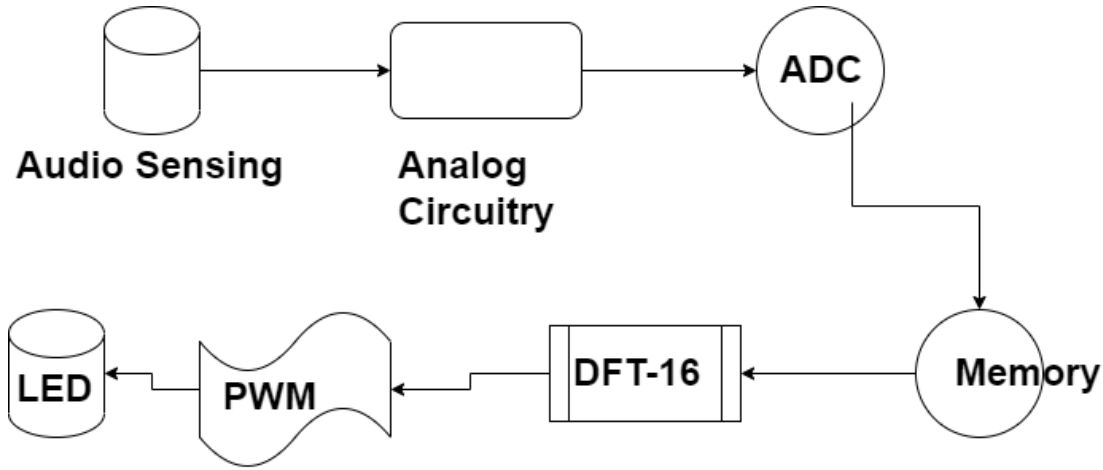 ADC
Audio Sensing
Analog
Circuitry
LED
PWM
DFT-16
Memory